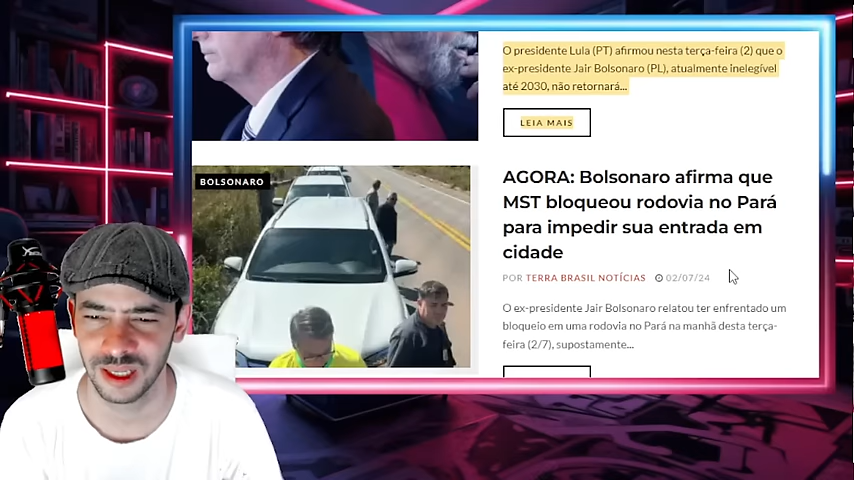 O presidente Lula (PT) afirmou nesta terça-feira (2) que o
ex-presidente Jair Bolsonaro (PL), atualmente inelegível
até 2030, não retornará...
LEIA MAIS
BOLSONARO
AGORA: Bolsonaro afirma que
MST bloqueou rodovia no Pará
para impedir sua entrada em
cidade
POR TERRA BRASIL NOTÍCIAS 02/07/24
O ex-presidente Jair Bolsonaro relatou ter enfrentado um
bloqueio em uma rodovia no Pará na manhã desta terça-
feira (2/7), supostamente...